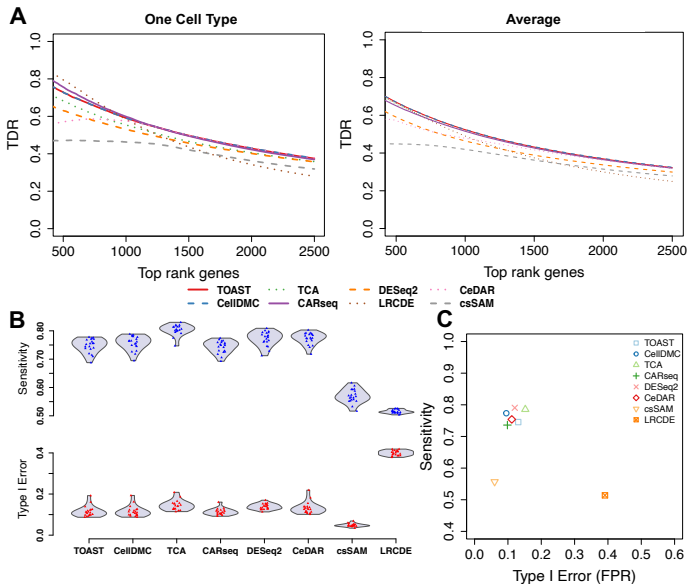 A
One Cell Type
Average
TDR
0.0 0.2 0.4 0.6 0.8 1.0
500 1000 1500 2000 2500
Top rank genes
TDR
0.0 0.2 0.4 0.6 0.8 1.0
500 1000 1500 2000 2500
Top rank genes
TOAST TCA DESeq2 CeDAR
CellDMC CARseq LRCDE csSAM
B
Sensitivity
0.80
0.70
0.60
0.50
Type I Error
0.4
0.2
0.0
TOAST CellDMC TCA CARseq DESeq2 CeDAR csSAM LRCDE
C
Sensitivity
1.0
0.9
0.8
0.7
0.6
0.5
0.4
TOAST
CellDMC
TCA
CARseq
DESeq2
CeDAR
csSAM
LRCDE
0.0 0.1 0.2 0.3 0.4 0.5 0.6
Type I Error (FPR)